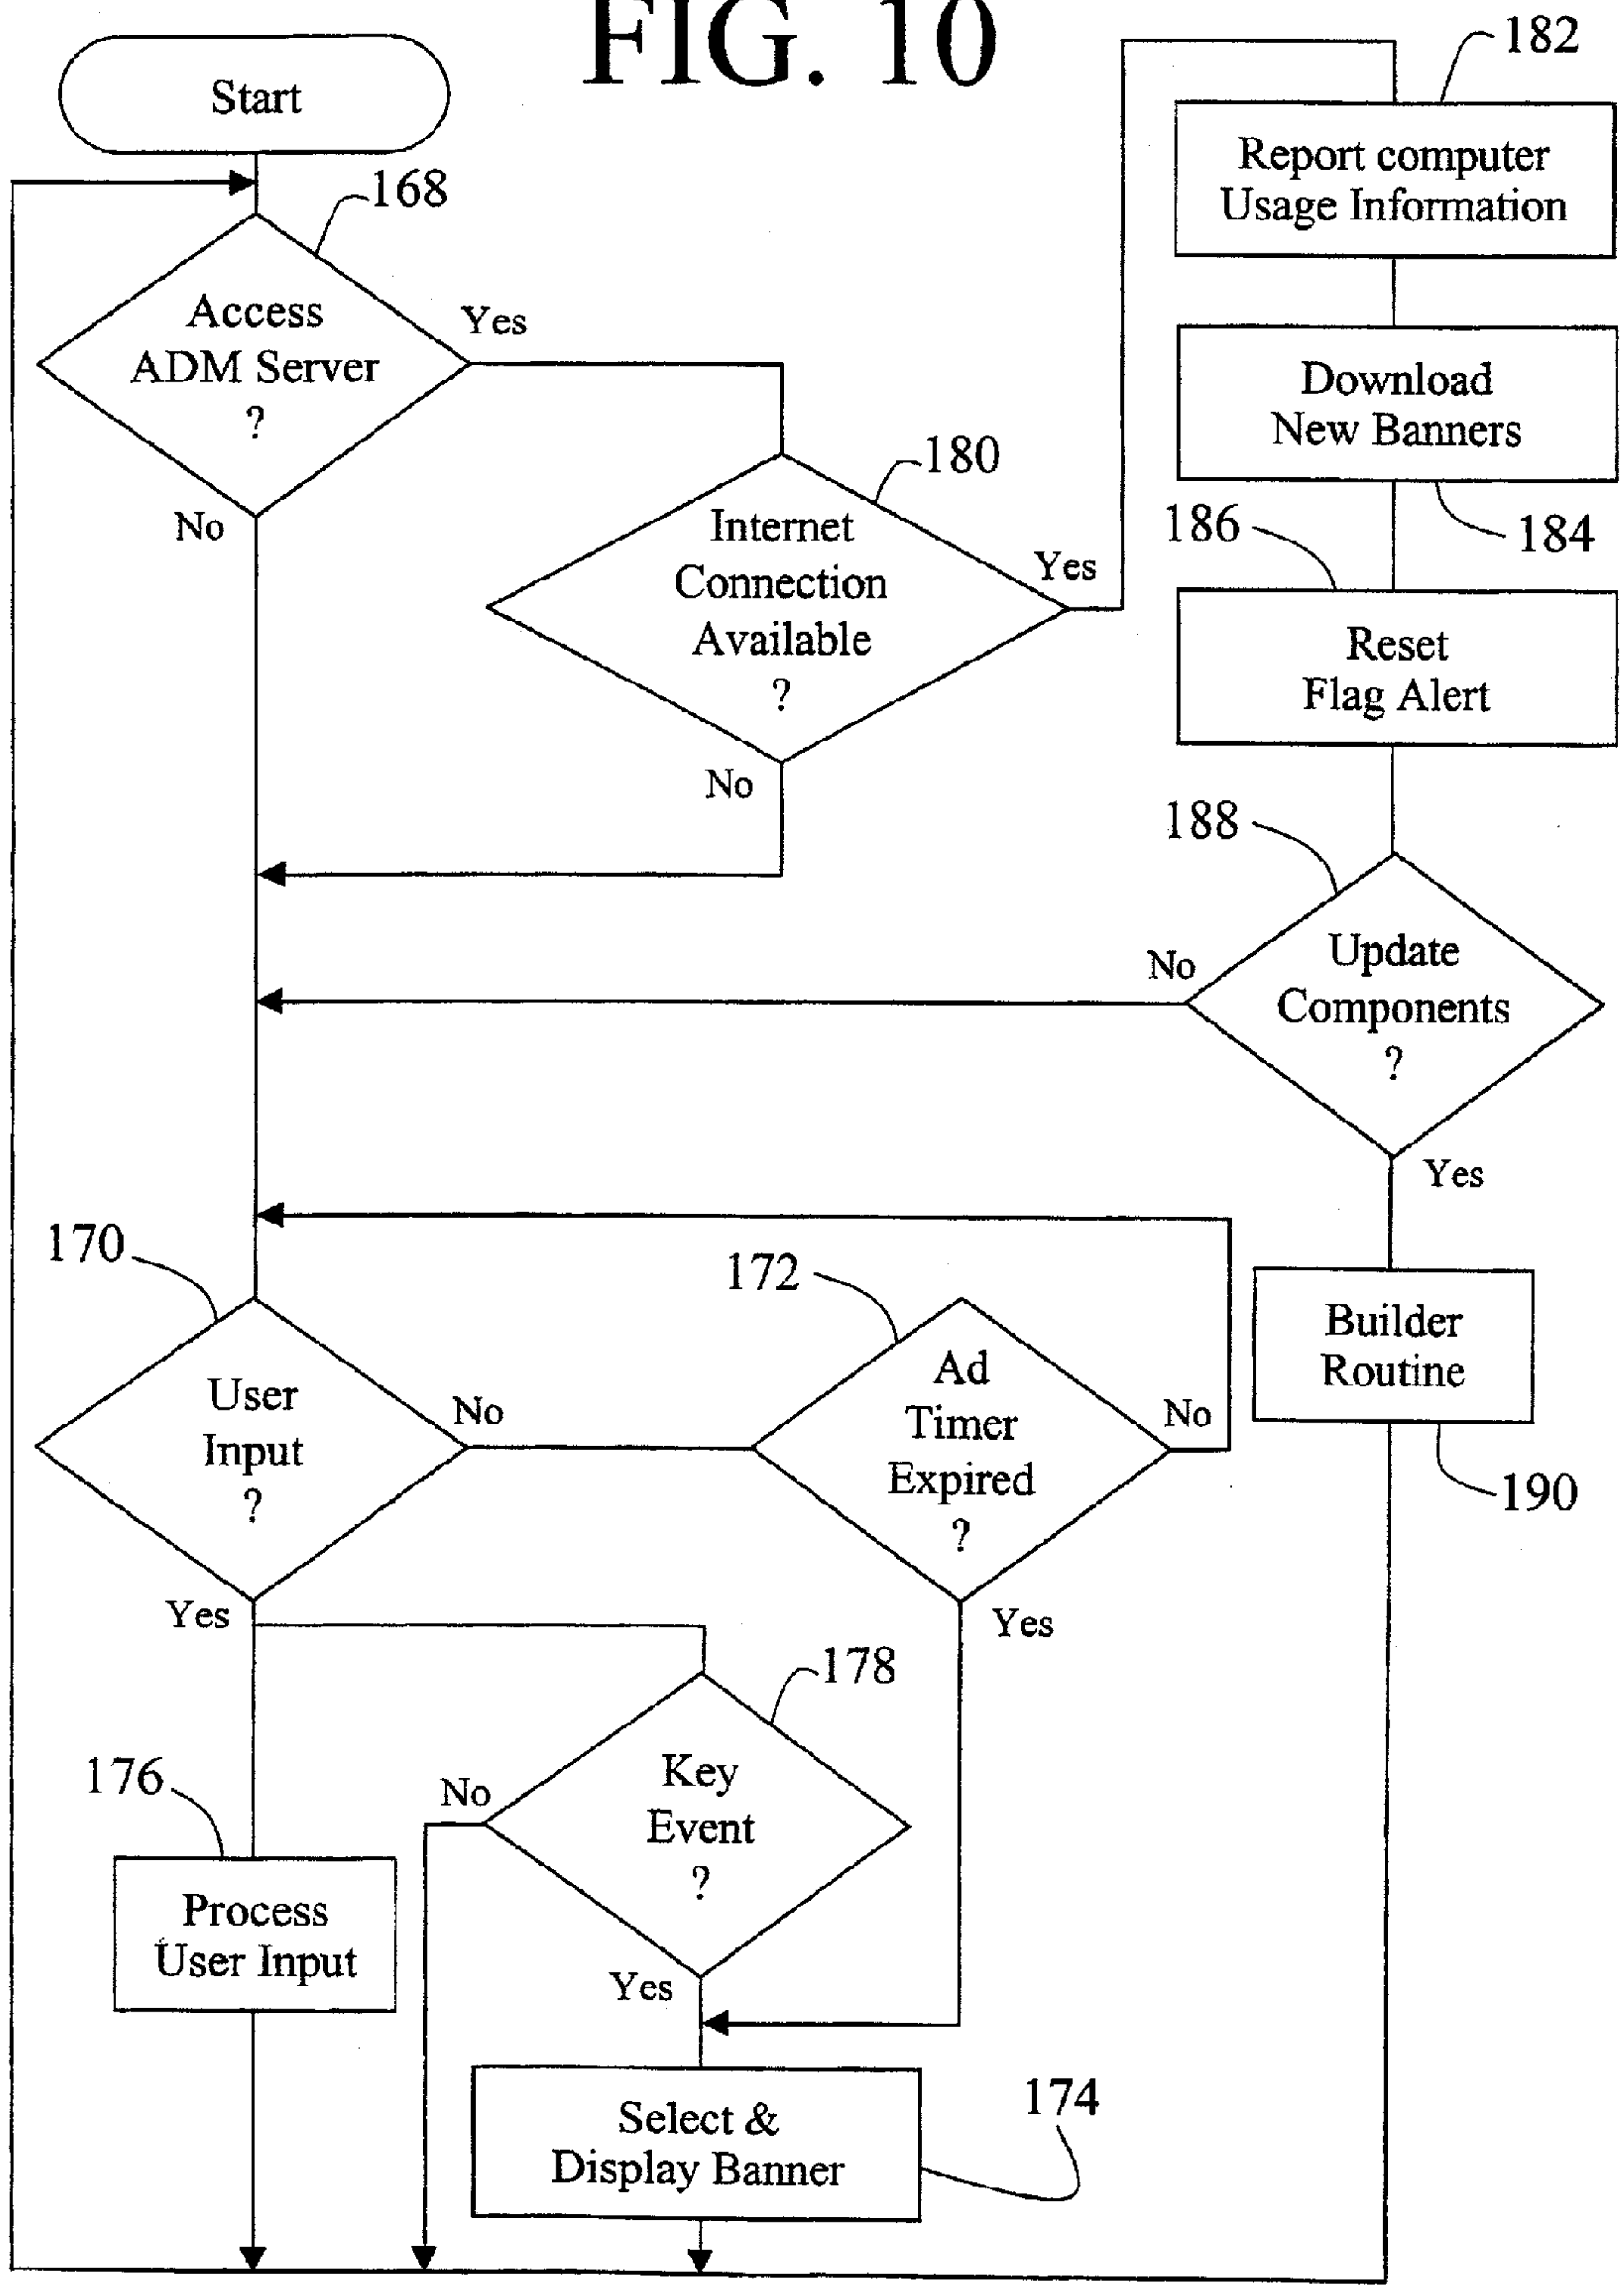 FIG. 10
Start
168
Access
ADM Server
?
Yes
No
180
Internet
Connection
Available
?
Yes
No
182
Report computer
Usage Information
Download
New Banners
184
186
Reset
Flag Alert
188
Update
Components
?
No
Yes
Builder
Routine
190
170
User
Input
?
No
Yes
172
Ad
Timer
Expired
?
No
Yes
178
Key
Event
?
No
Yes
176
Process
User Input
Select &
Display Banner
174